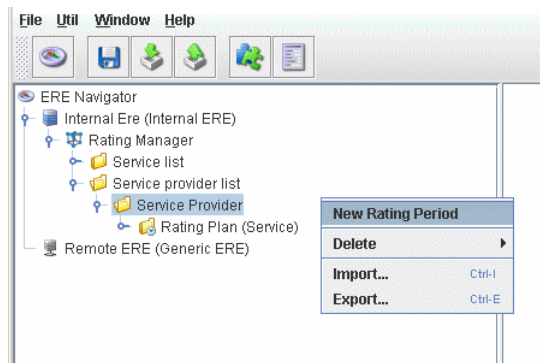 File Util Window Help
ERE Navigator
Internal Ere (Internal ERE)
Rating Manager
Service list
Service provider list
Service Provider
Rating Plan (Service)
Remote ERE (Generic ERE)
New Rating Period
Delete
Import... Ctrl-I
Export... Ctrl-E